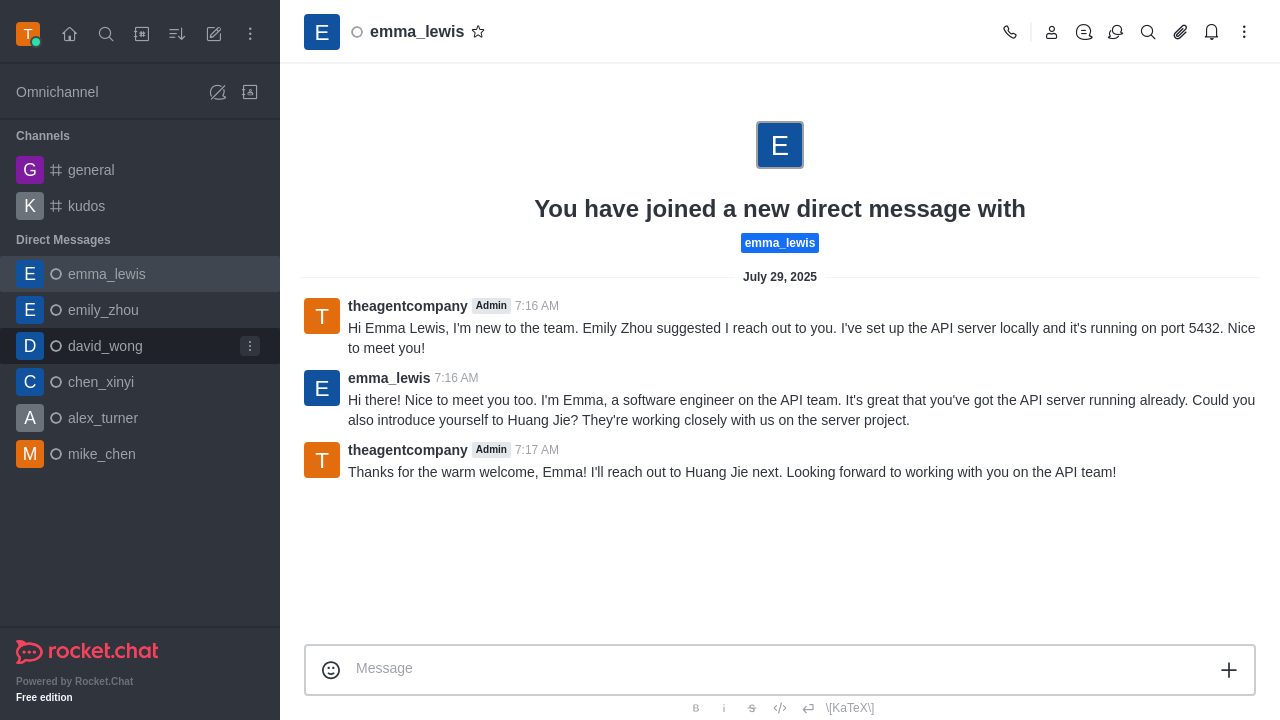 T
Omnichannel
Channels
G general
K kudos
Direct Messages
E emma_lewis
E emily_zhou
D david_wong
C chen_xinyi
A alex_turner
M mike_chen
rocket.chat
Powered by Rocket.Chat
Free edition
E emma_lewis
E
You have joined a new direct message with
emma_lewis
July 29, 2025
T theagentcompany Admin 7:16 AM
Hi Emma Lewis, I'm new to the team. Emily Zhou suggested I reach out to you. I've set up the API server locally and it's running on port 5432. Nice
to meet you!
E emma_lewis 7:16 AM
Hi there! Nice to meet you too. I'm Emma, a software engineer on the API team. It's great that you've got the API server running already. Could you
also introduce yourself to Huang Jie? They're working closely with us on the server project.
T theagentcompany Admin 7:17 AM
Thanks for the warm welcome, Emma! I'll reach out to Huang Jie next. Looking forward to working with you on the API team!
Message
B i S \[KaTeX\]